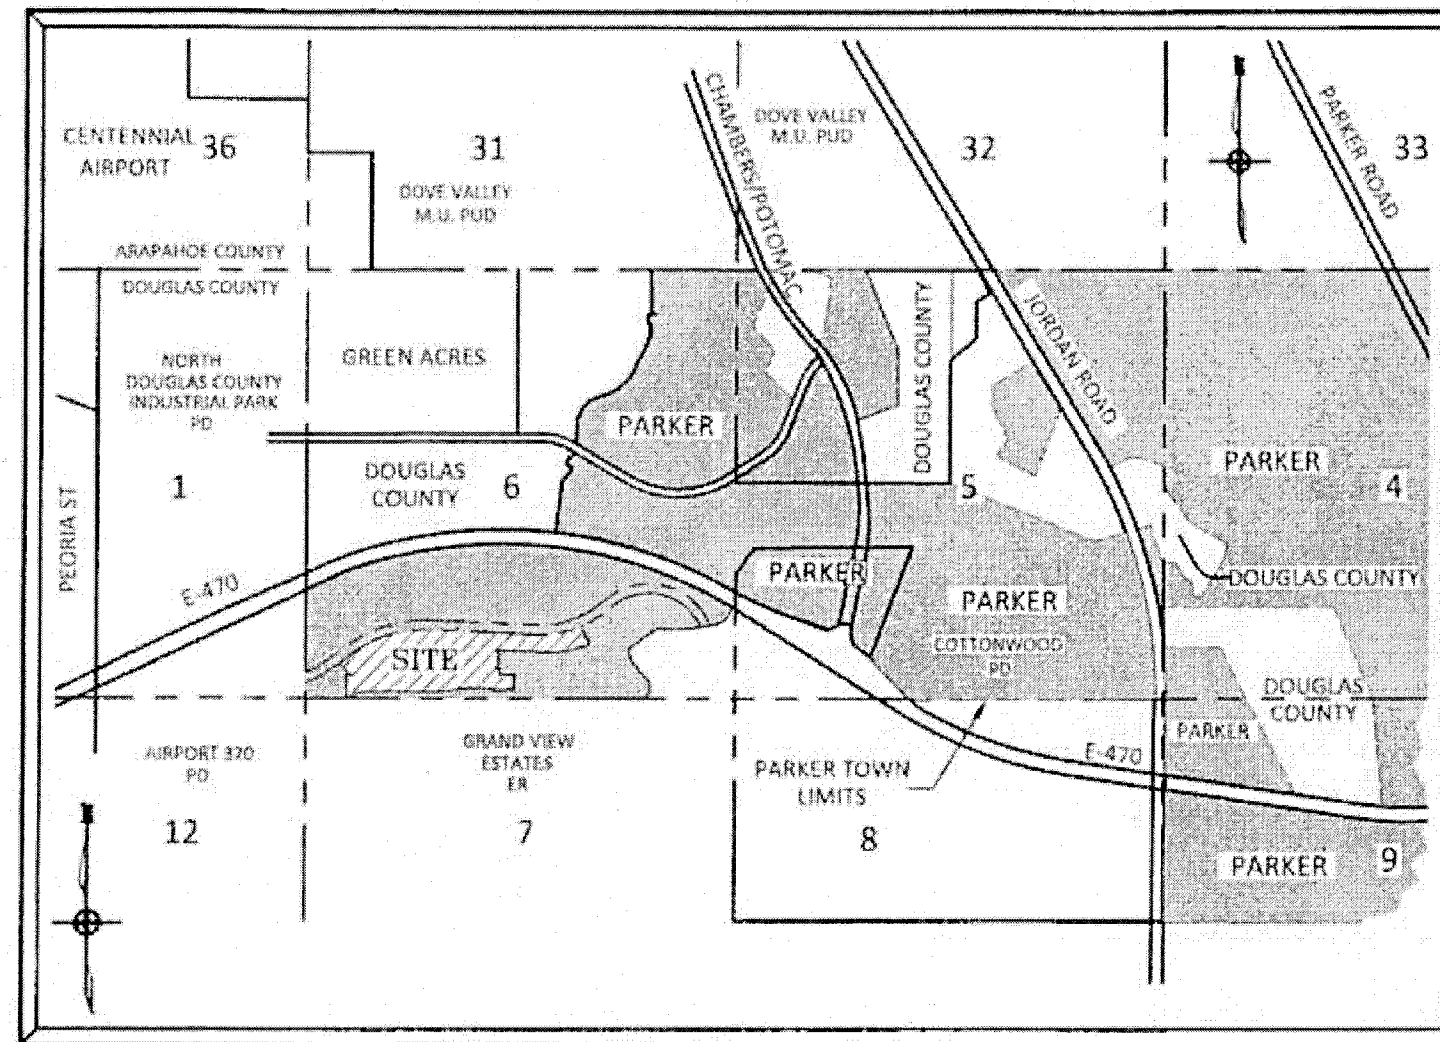 CENTENNIAL
AIRPORT
36
31
DOVE VALLEY
M.U. PUD
CHAMBERS/POTOMAC
DOVE VALLEY
M.U. PUD
32
PARKER ROAD
33
ARAPAHOE COUNTY
DOUGLAS COUNTY
NORTH
DOUGLAS COUNTY
INDUSTRIAL PARK
PD
GREEN ACRES
PARKER
DOUGLAS COUNTY
JORDAN ROAD
PARKER
4
PEORIA ST
1
DOUGLAS
COUNTY
6
5
E-470
PARKER
PARKER
COTTONWOOD
PD
DOUGLAS COUNTY
SITE
DOUGLAS
COUNTY
PARKER
AIRPORT 320
PD
12
GRAND VIEW
ESTATES
ER
7
PARKER TOWN
LIMITS
8
E-470
PARKER
9